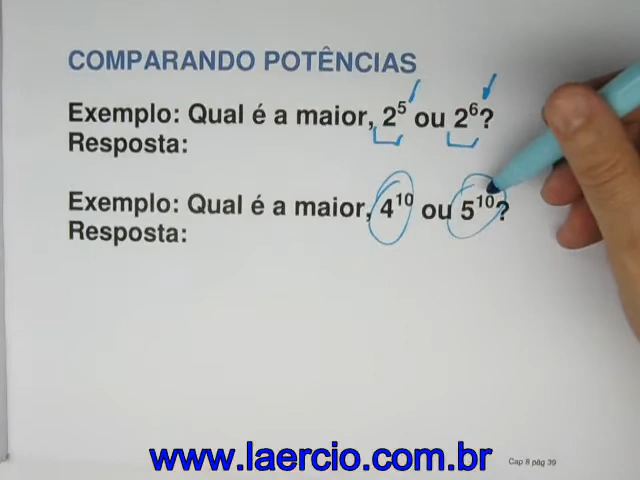 COMPARANDO POTÊNCIAS
Exemplo: Qual é a maior, 2⁵ ou 2⁶?
Resposta:
Exemplo: Qual é a maior, 4¹⁰ ou 5¹⁰?
Resposta:
www.laercio.com.br
Cap 8 pág 39